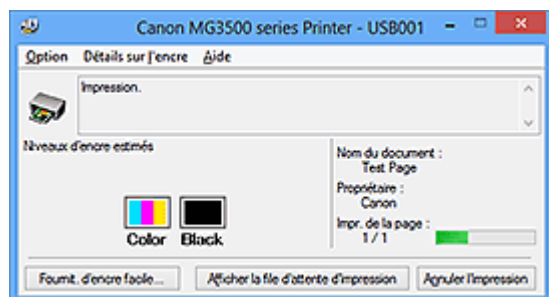 Canon MG3500 series Printer - USB001
Option Détails sur l'encre Aide
Impression.
Niveaux d'encre estimés
Nom du document :
Test Page
Propriétaire :
Canon
Impr. de la page :
1 / 1
Color Black
Fournit. d'encre facile... Afficher la file d'attente d'impression Annuler l'impression